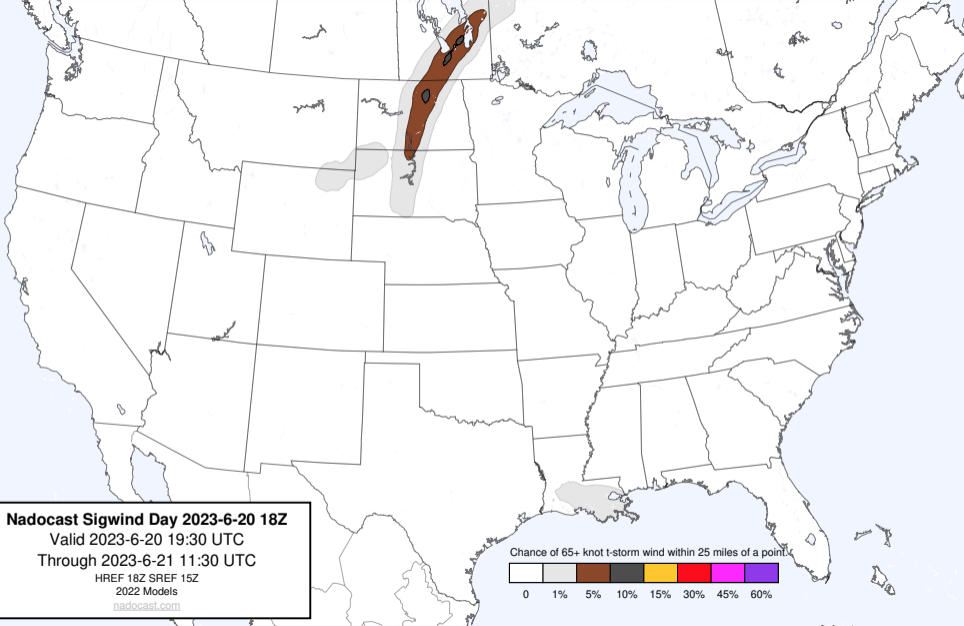 Nadocast Sigwind Day 2023-6-20 18Z
Valid 2023-6-20 19:30 UTC
Through 2023-6-21 11:30 UTC
HREF 18Z SREF 15Z
2022 Models
nadocast.com
Chance of 65+ knot t-storm wind within 25 miles of a point.
0 1% 5% 10% 15% 30% 45% 60%